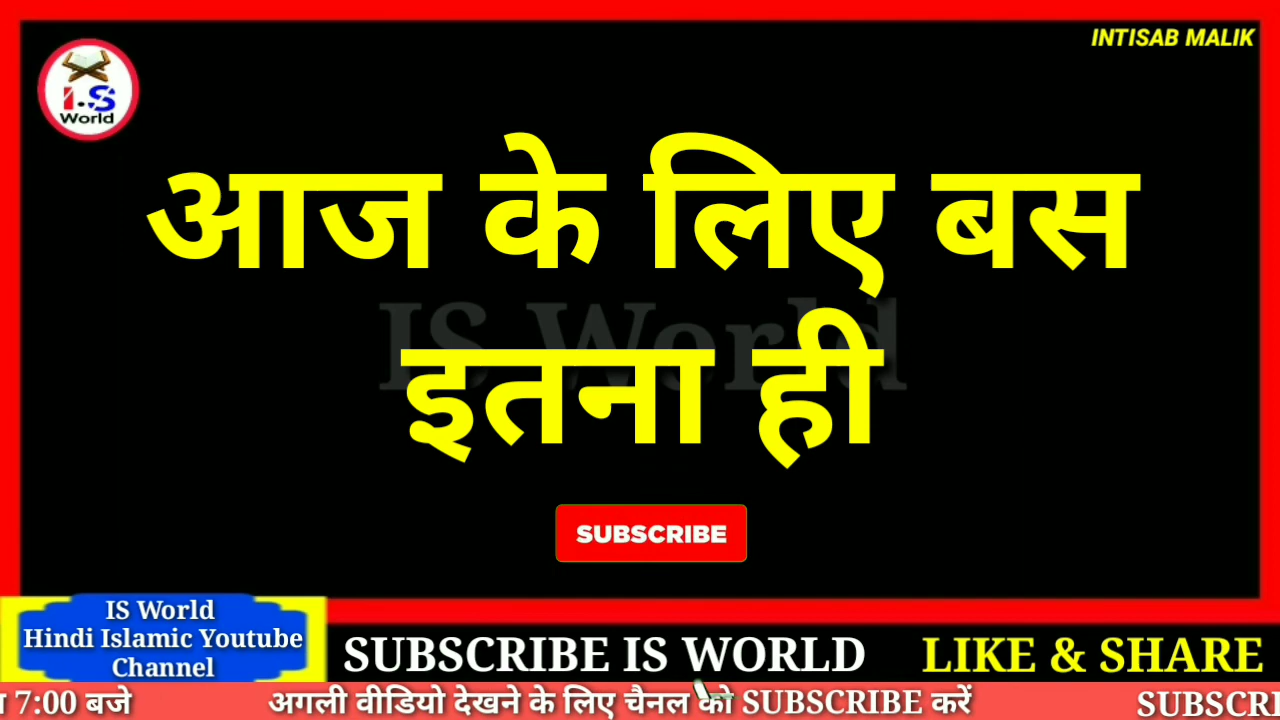 INTISAB MALIK
I.S
World
आज के लिए बस
IS World
इतना ही
SUBSCRIBE
IS World
Hindi Islamic Youtube
Channel
SUBSCRIBE IS WORLD LIKE & SHARE
7:00 बजे अगली वीडियो देखने के लिए चैनल को SUBSCRIBE करें